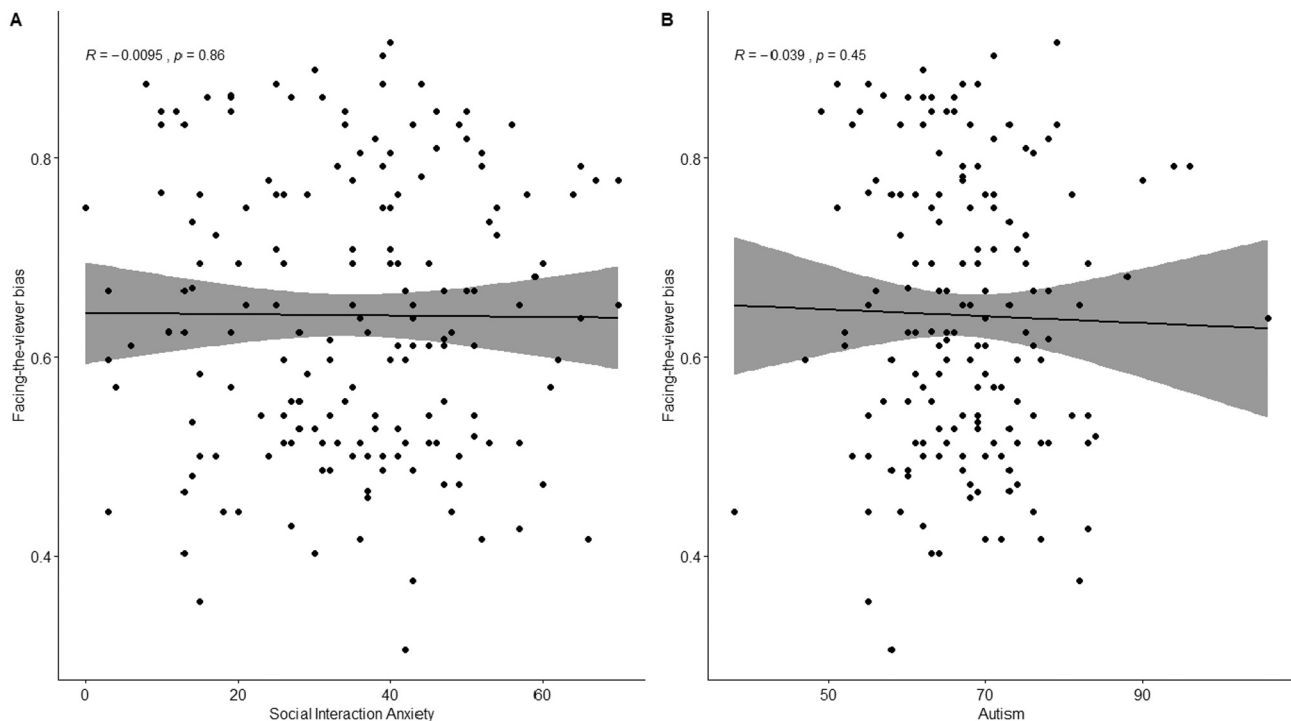 A
R = −0.0095 , p = 0.86
0.8
0.6
0.4
Facing-the-viewer bias
0
20
40
60
Social Interaction Anxiety
B
R = −0.039 , p = 0.45
0.8
0.6
0.4
Facing-the-viewer bias
50
70
90
Autism